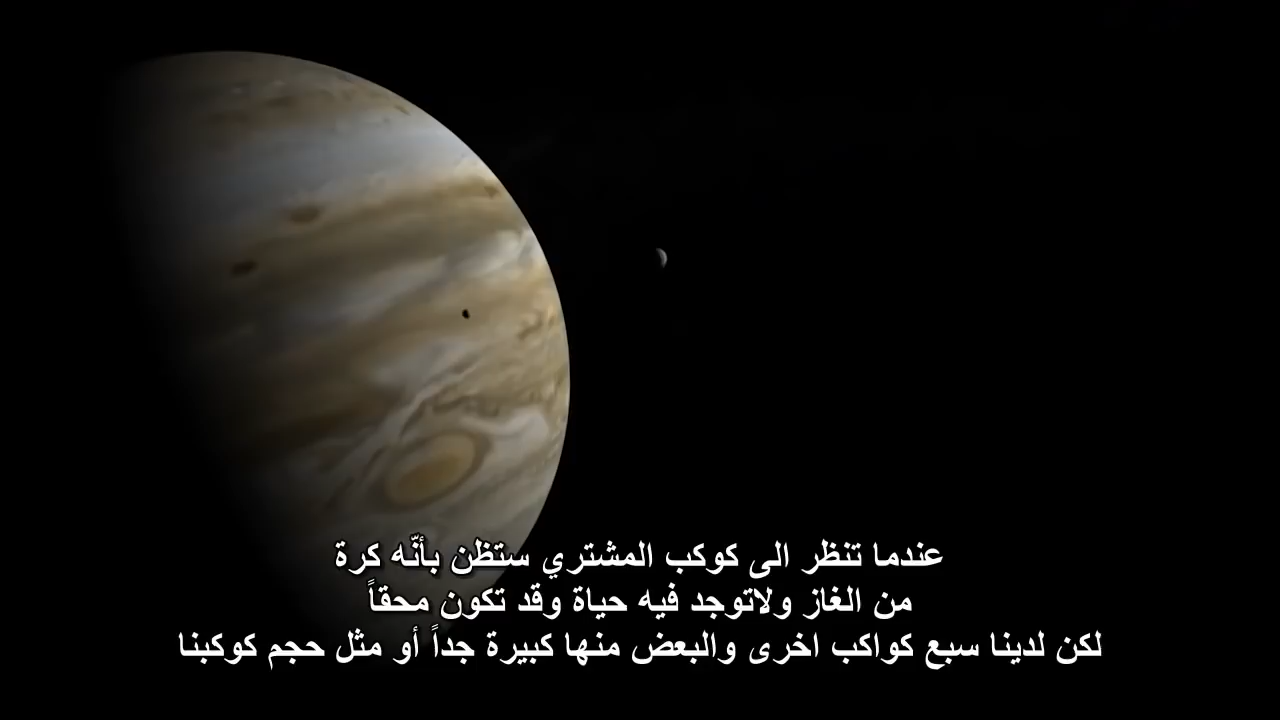 عندما تنظر الى كوكب المشتري ستظن بأنّه كرة
من الغاز ولاتوجد فيه حياة وقد تكون محقاً
لكن لدينا سبع كواكب اخرى والبعض منها كبيرة جداً أو مثل حجم كوكبنا